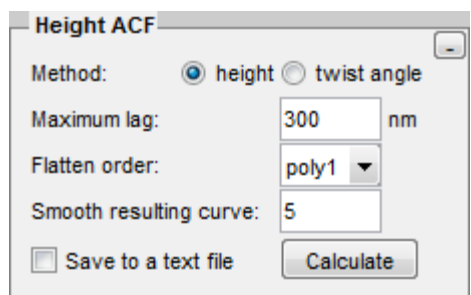 Height ACF
-
Method: height twist angle
Maximum lag: 300 nm
Flatten order: poly1
Smooth resulting curve: 5
Save to a text file Calculate